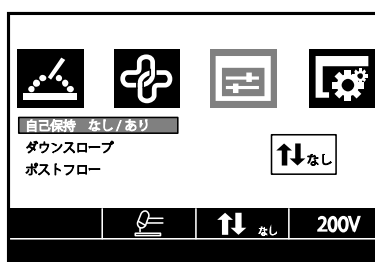 自己保持 なし/あり
ダウンスロープ
ポストフロー
なし
なし
200V